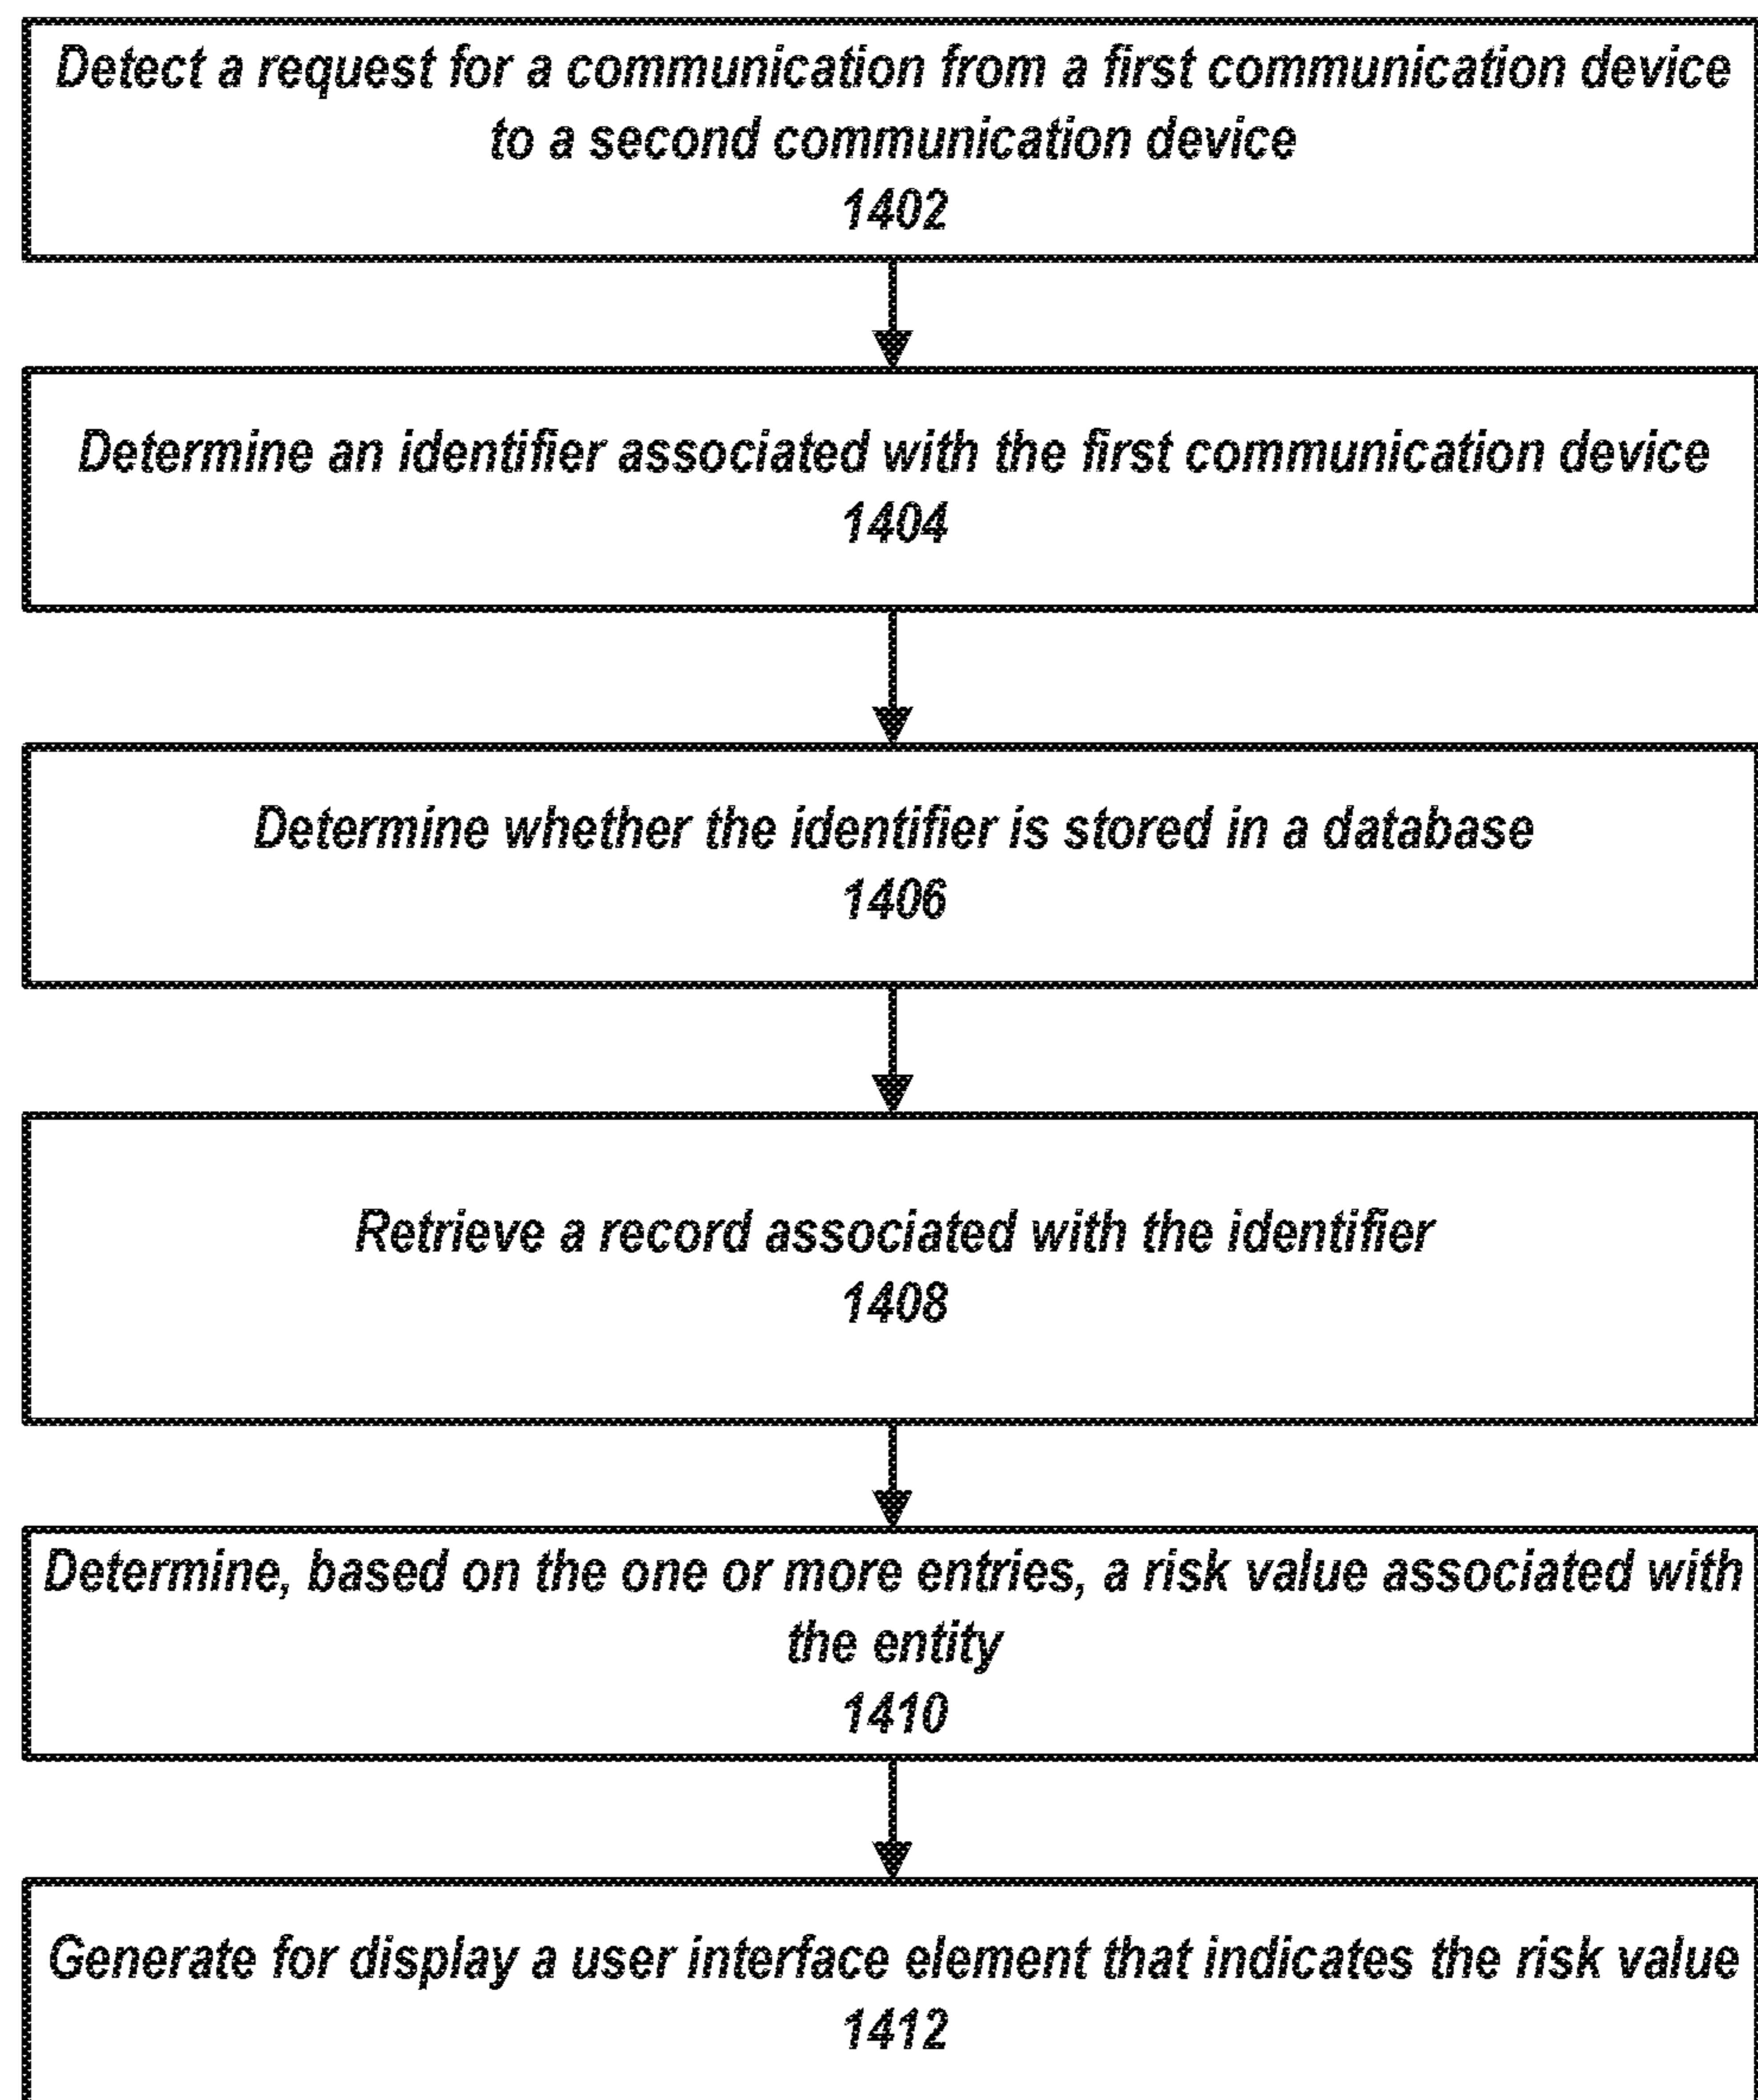 Detect a request for a communication from a first communication device
to a second communication device
1402
Determine an identifier associated with the first communication device
1404
Determine whether the identifier is stored in a database
1406
Retrieve a record associated with the identifier
1408
Determine, based on the one or more entries, a risk value associated with
the entity
1410
Generate for display a user interface element that indicates the risk value
1412